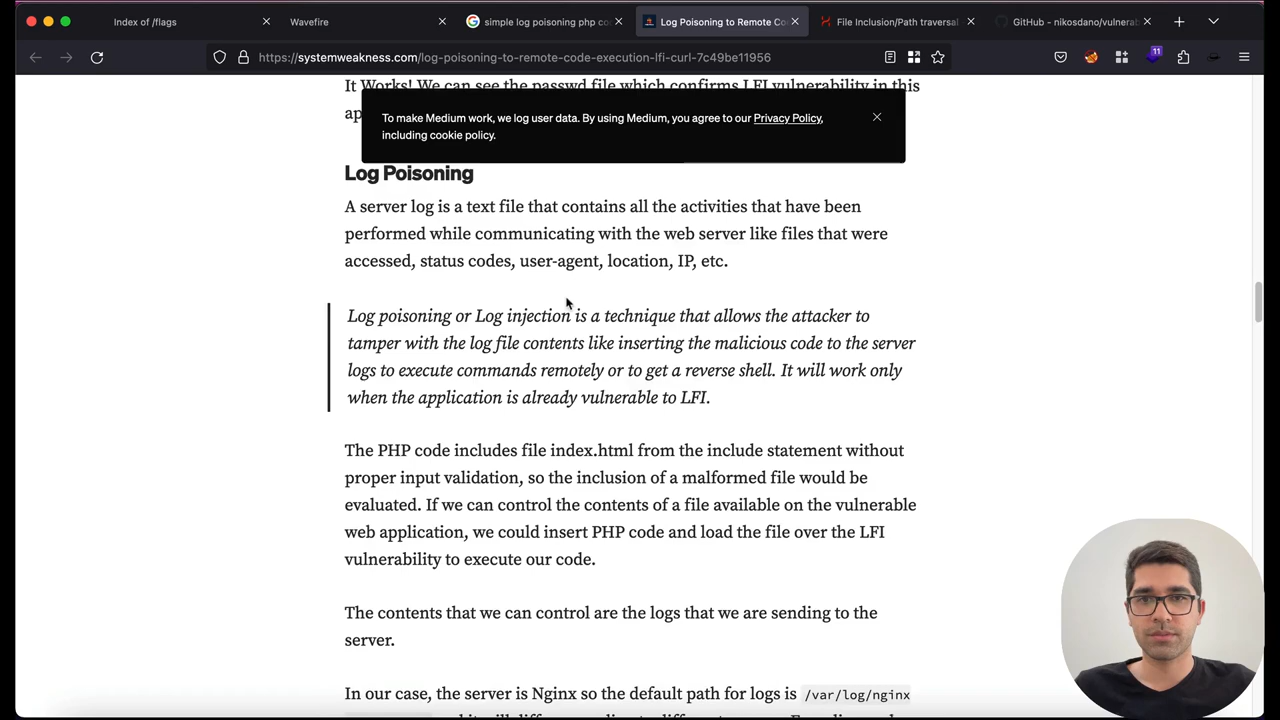 Index of /flags
Wavefire
simple log poisoning php co
Log Poisoning to Remote Co
File Inclusion/Path traversal
GitHub - nikosdano/vulnerab
https://systemweakness.com/log-poisoning-to-remote-code-execution-lfi-curl-7c49be11956
11
It Works! We can see the passwd file which confirms LFI vulnerability in this
ap
To make Medium work, we log user data. By using Medium, you agree to our Privacy Policy,
including cookie policy.
Log Poisoning
A server log is a text file that contains all the activities that have been
performed while communicating with the web server like files that were
accessed, status codes, user-agent, location, IP, etc.
Log poisoning or Log injection is a technique that allows the attacker to
tamper with the log file contents like inserting the malicious code to the server
logs to execute commands remotely or to get a reverse shell. It will work only
when the application is already vulnerable to LFI.
The PHP code includes file index.html from the include statement without
proper input validation, so the inclusion of a malformed file would be
evaluated. If we can control the contents of a file available on the vulnerable
web application, we could insert PHP code and load the file over the LFI
vulnerability to execute our code.
The contents that we can control are the logs that we are sending to the
server.
In our case, the server is Nginx so the default path for logs is /var/log/nginx